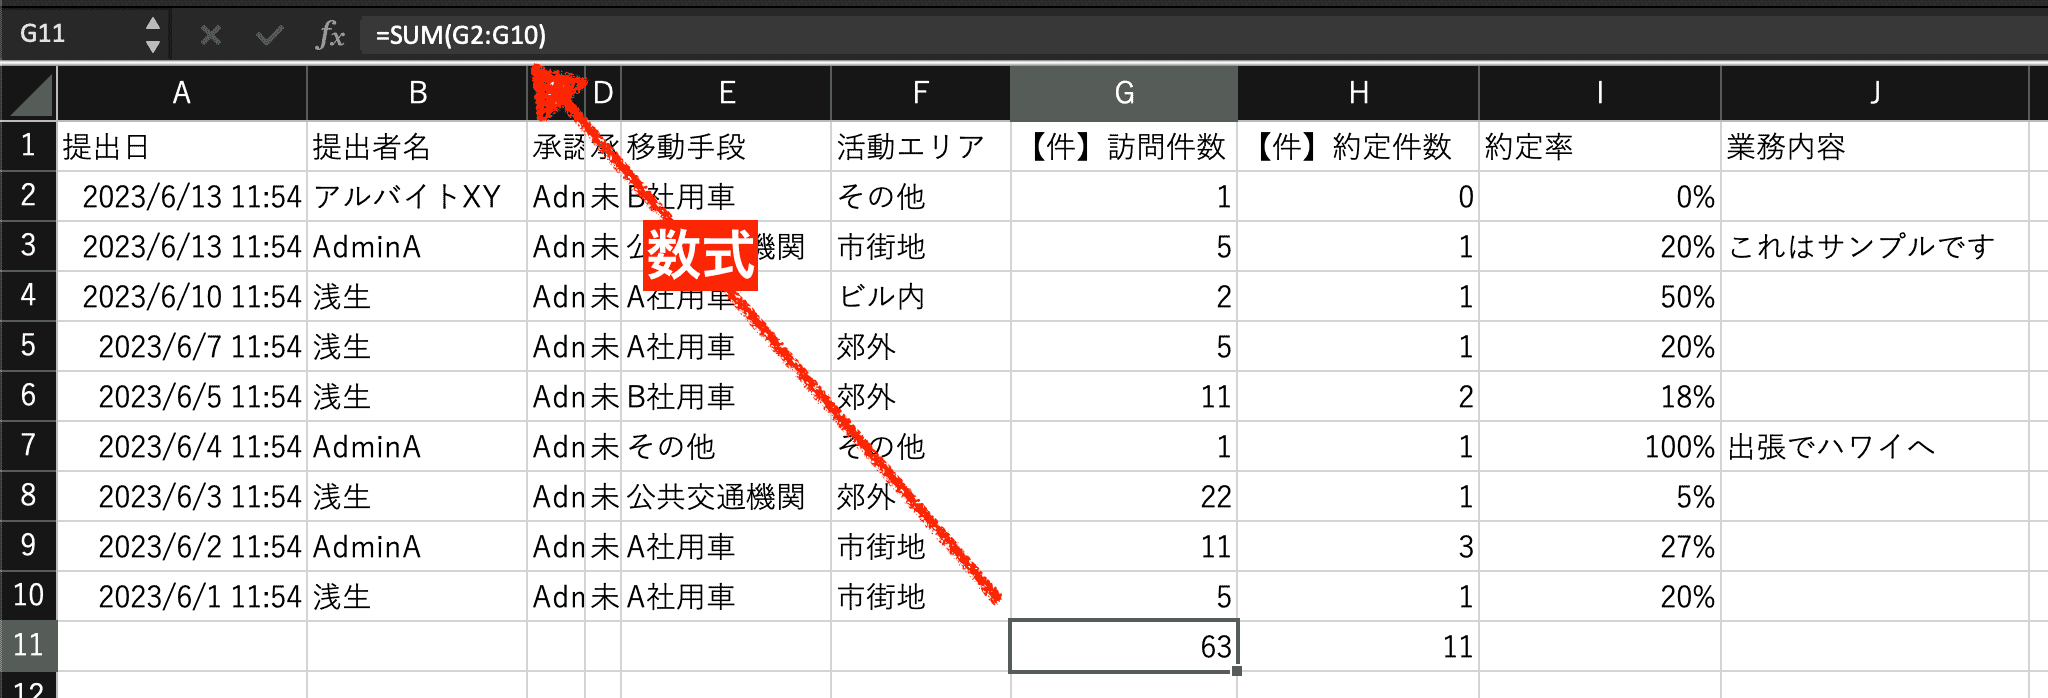 G11 fx =SUM(G2:G10)
A B D E F G H I J
1 提出日 提出者名 承認 承 移動手段 活動エリア 【件】訪問件数 【件】約定件数 約定率 業務内容
2 2023/6/13 11:54 アルバイトXY Adn 未 B社用車 その他 1 0 0%
3 2023/6/13 11:54 AdminA Adn 未 公 機関 市街地 5 1 20% これはサンプルです
数式
4 2023/6/10 11:54 浅生 Adn 未 A社用車 ビル内 2 1 50%
5 2023/6/7 11:54 浅生 Adn 未 A社用車 郊外 5 1 20%
6 2023/6/5 11:54 浅生 Adn 未 B社用車 郊外 11 2 18%
7 2023/6/4 11:54 AdminA Adn 未 その他 その他 1 1 100% 出張でハワイへ
8 2023/6/3 11:54 浅生 Adn 未 公共交通機関 郊外 22 1 5%
9 2023/6/2 11:54 AdminA Adn 未 A社用車 市街地 11 3 27%
10 2023/6/1 11:54 浅生 Adn 未 A社用車 市街地 5 1 20%
11 63 11
12